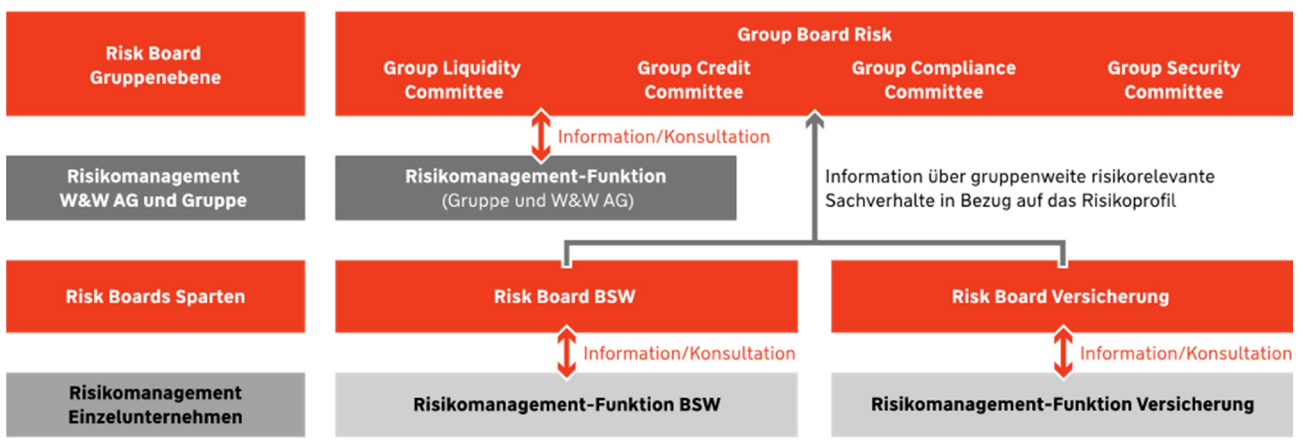 Risk Board
Gruppenebene
Group Board Risk
Group Liquidity
Committee
Group Credit
Committee
Group Compliance
Committee
Group Security
Committee
Information/Konsultation
Risikomanagement
W&W AG und Gruppe
Risikomanagement-Funktion
(Gruppe und W&W AG)
Information über gruppenweite risikorelevante
Sachverhalte in Bezug auf das Risikoprofil
Risk Boards Sparten
Risk Board BSW
Risk Board Versicherung
Information/Konsultation
Information/Konsultation
Risikomanagement
Einzelunternehmen
Risikomanagement-Funktion BSW
Risikomanagement-Funktion Versicherung